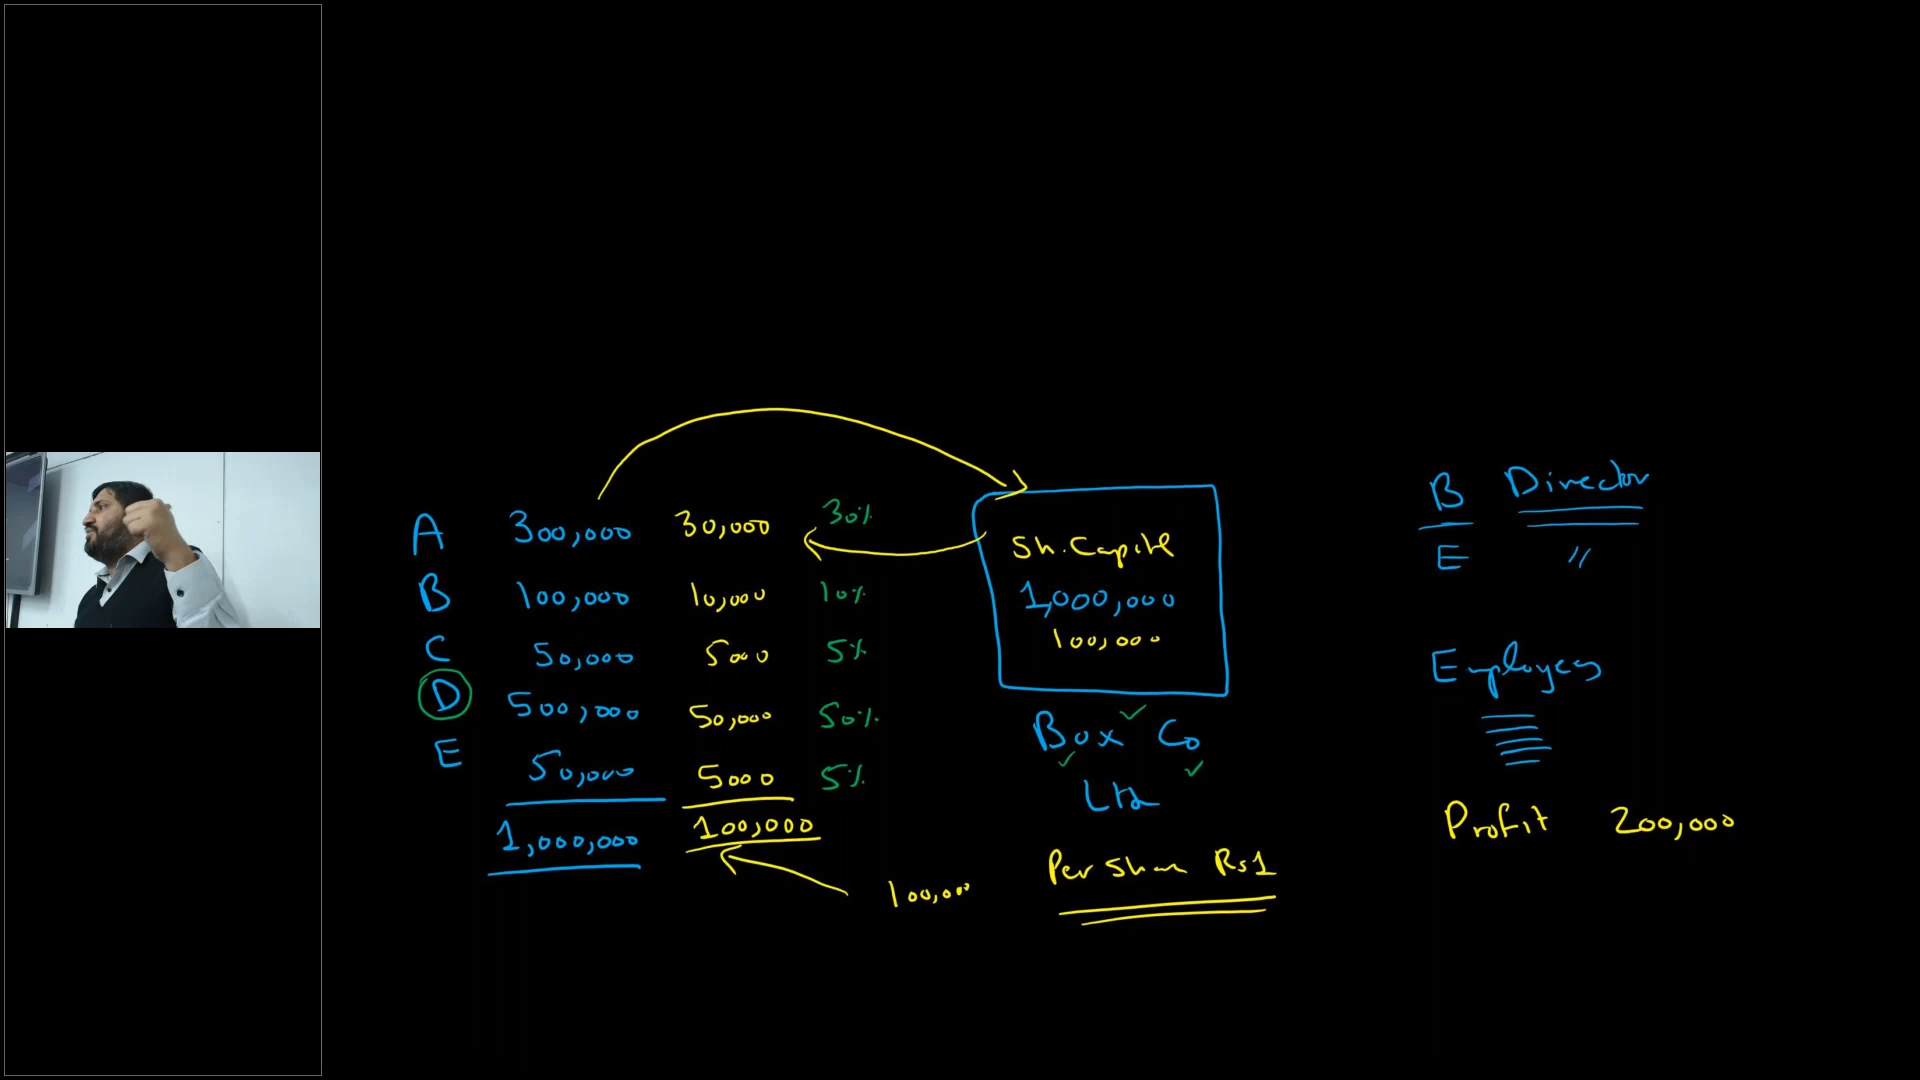 A 300,000 30,000 30%
B 100,000 10,000 10%
C 50,000 5000 5%
D 500,000 50,000 50%
E 50,000 5000 5%
1,000,000 100,000
100,000
Sh. Capital
1,000,000
100,000
Box Co
Ltd
Per Share Rs1
B Director
E "
Employees
Profit 200,000